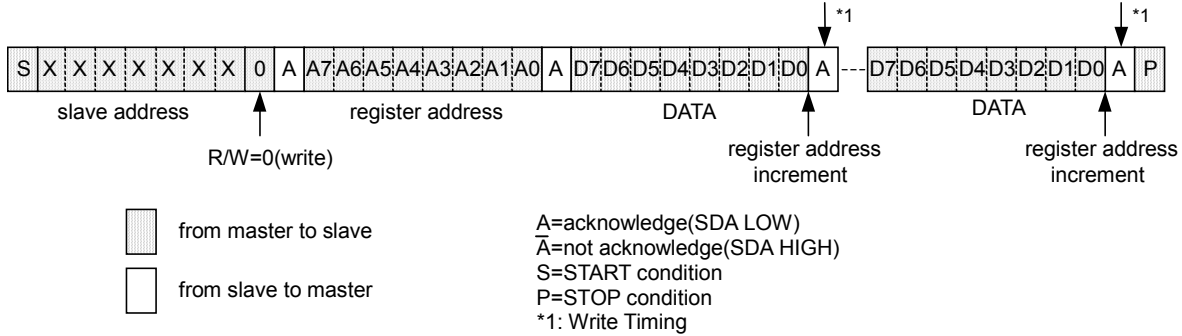 *1 *1
S X X X X X X X 0 A A7 A6 A5 A4 A3 A2 A1 A0 A D7 D6 D5 D4 D3 D2 D1 D0 A D7 D6 D5 D4 D3 D2 D1 D0 A P
slave address register address DATA DATA
R/W=0(write)
register address
increment
register address
increment
from master to slave
from slave to master
A=acknowledge(SDA LOW)
A̅=not acknowledge(SDA HIGH)
S=START condition
P=STOP condition
*1: Write Timing